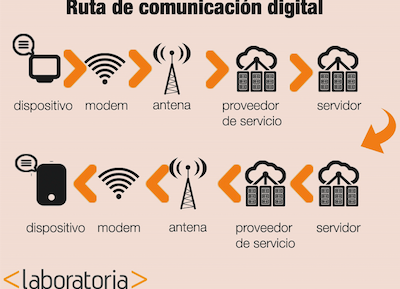 Ruta de comunicación digital
dispositivo modem antena proveedor de servicio servidor
dispositivo modem antena proveedor de servicio servidor
<laboratoria>